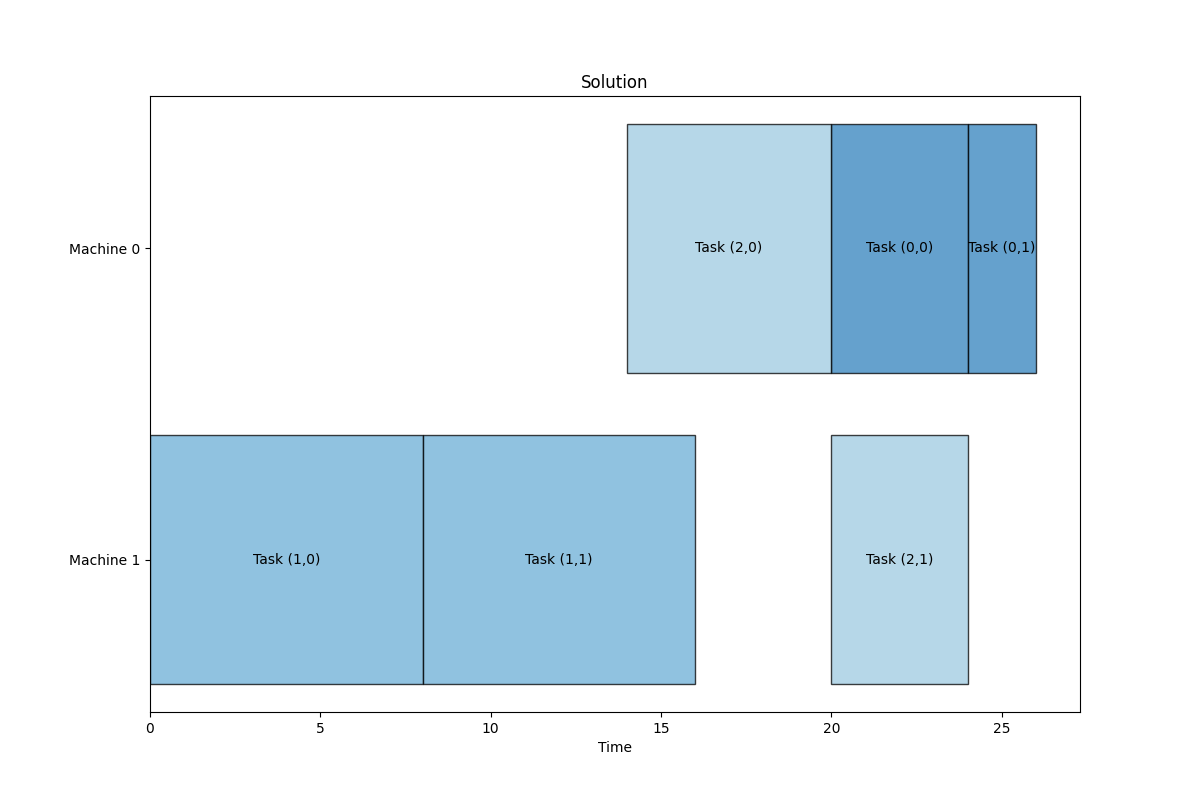 Solution
Machine 0
Task (2,0)
Task (0,0)
Task (0,1)
Machine 1
Task (1,0)
Task (1,1)
Task (2,1)
0
5
10
15
20
25
Time